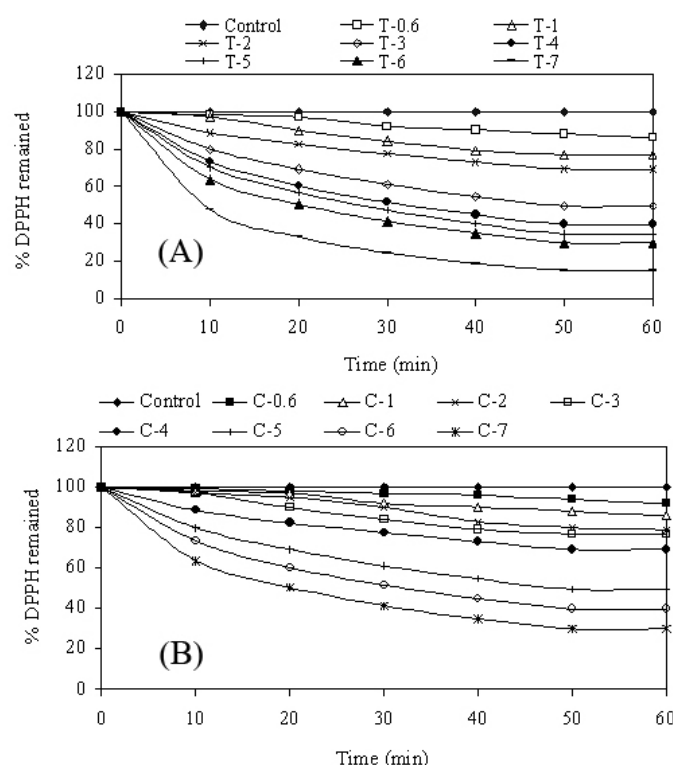 Control T-0.6 T-1
T-2 T-3 T-4
T-5 T-6 T-7
120
100
80
60
40
20
0
% DPPH remained
(A)
0 10 20 30 40 50 60
Time (min)
Control C-0.6 C-1 C-2 C-3
C-4 C-5 C-6 C-7
120
100
80
60
40
20
0
% DPPH remained
(B)
0 10 20 30 40 50 60
Time (min)